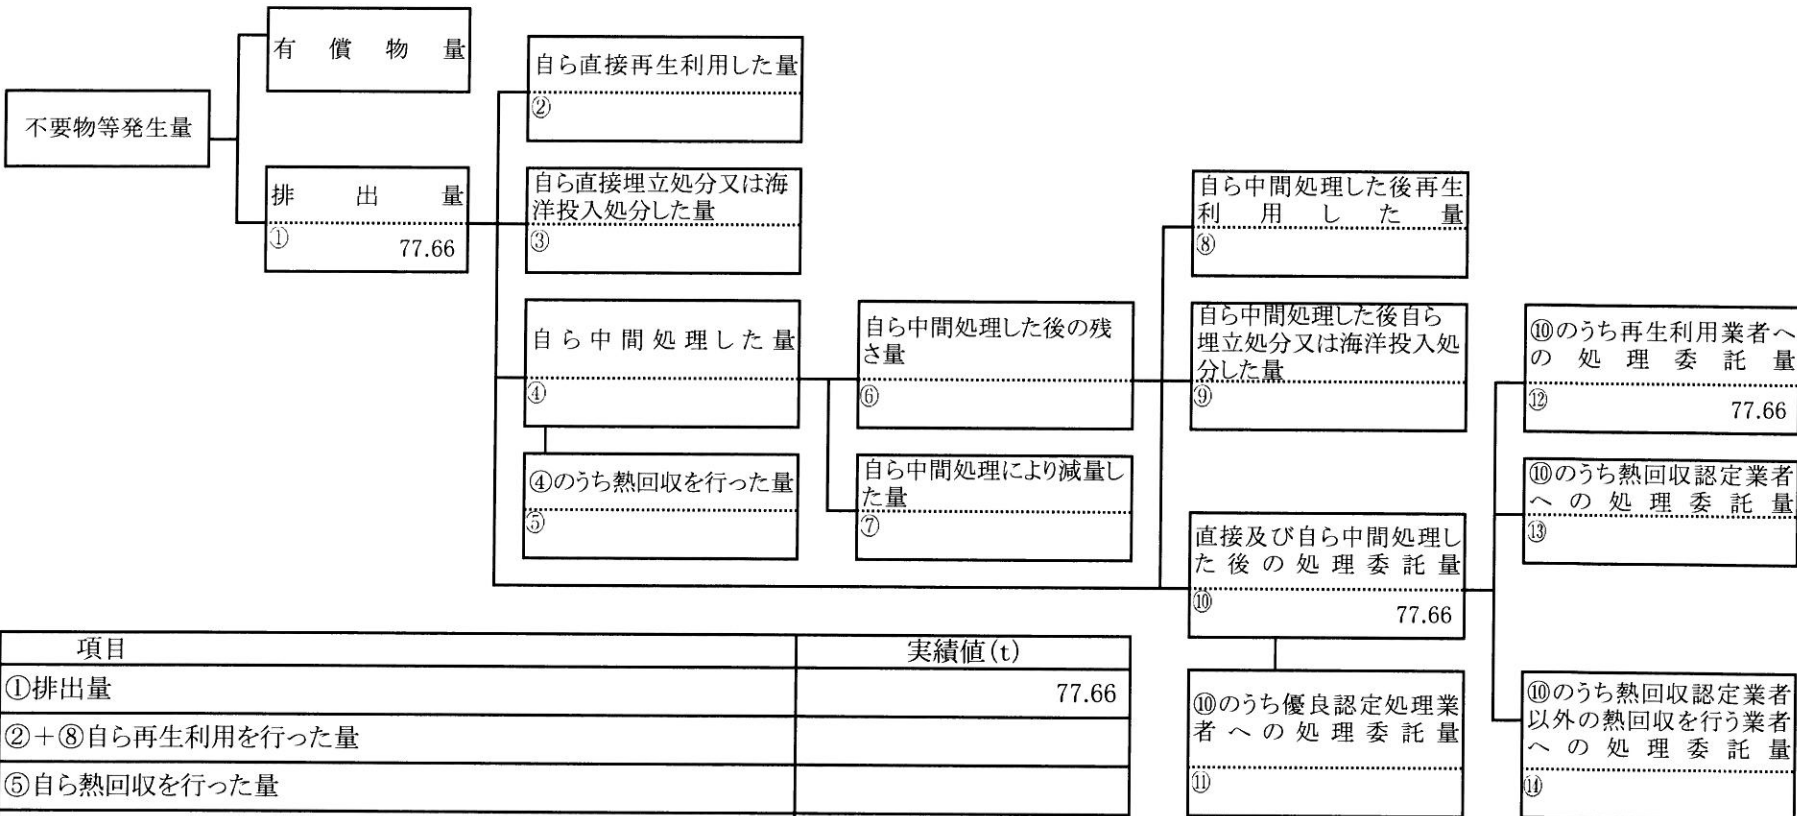 不要物等発生量
有償物量
排出量
①
77.66
自ら直接再生利用した量
②
自ら直接埋立処分又は海
洋投入処分した量
③
自ら中間処理した量
④
④のうち熱回収を行った量
⑤
自ら中間処理した後の残
さ量
⑥
自ら中間処理により減量し
た量
⑦
自ら中間処理した後再生
利用した量
⑧
自ら中間処理した後自ら
埋立処分又は海洋投入処
分した量
⑨
直接及び自ら中間処理し
た後の処理委託量
⑩
77.66
⑩のうち優良認定処理業
者への処理委託量
⑪
⑩のうち再生利用業者へ
の処理委託量
⑫
77.66
⑩のうち熱回収認定業者
への処理委託量
⑬
⑩のうち熱回収認定業者
以外の熱回収を行う業者
への処理委託量
⑭
項目
実績値(t)
①排出量
77.66
②+⑧自ら再生利用を行った量
⑤自ら熱回収を行った量